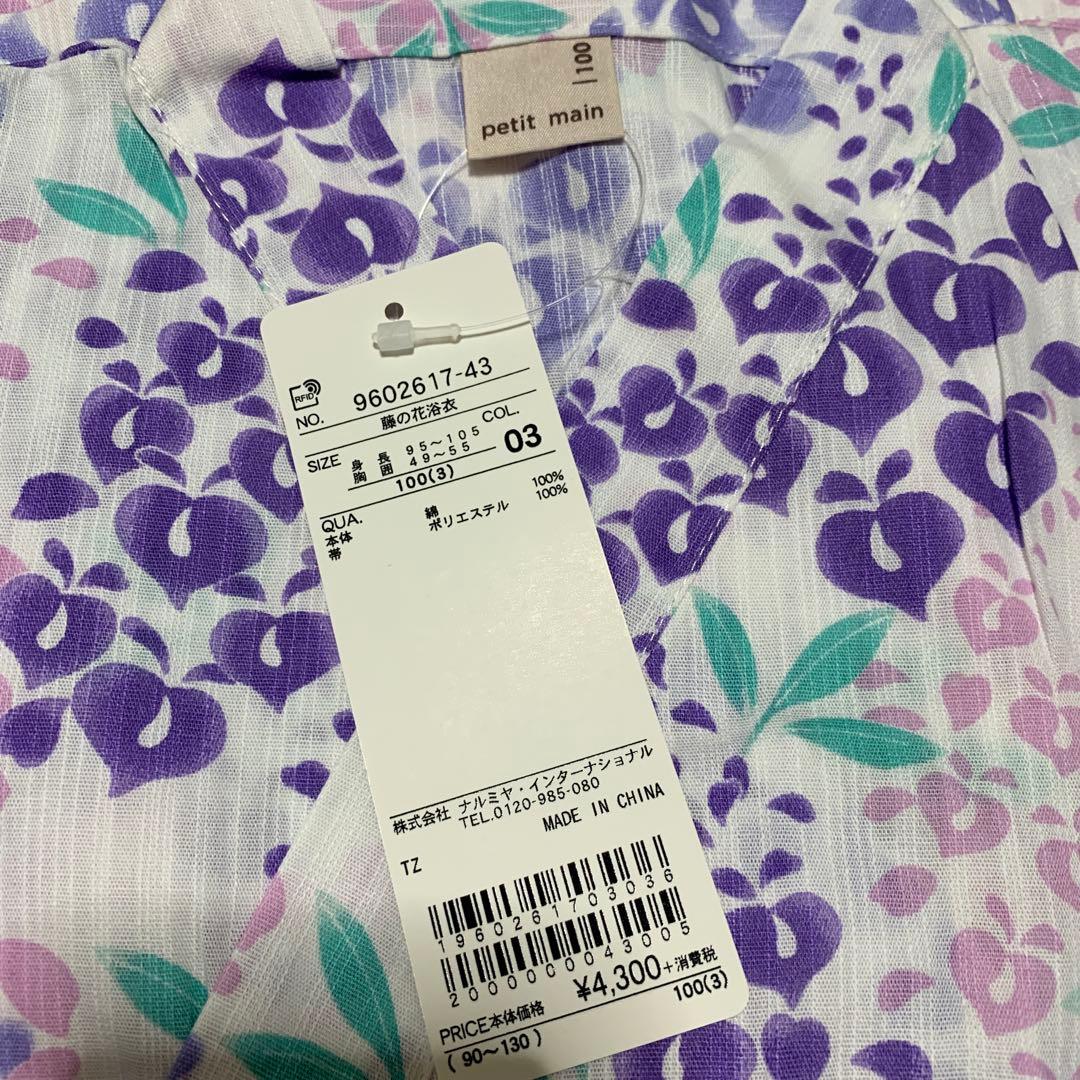 100
petit main
RFID
NO. 9602617-43
藤の花浴衣
SIZE 身長 95〜105 COL.
胸囲 49〜55 03
100(3)
QUA. 綿 100%
本体 ポリエステル 100%
帯
株式会社 ナルミヤ・インターナショナル
TEL.0120-985-080
MADE IN CHINA
TZ
1960261703036
2000000043005
¥4,300+消費税
PRICE本体価格 100(3)
(90〜130)